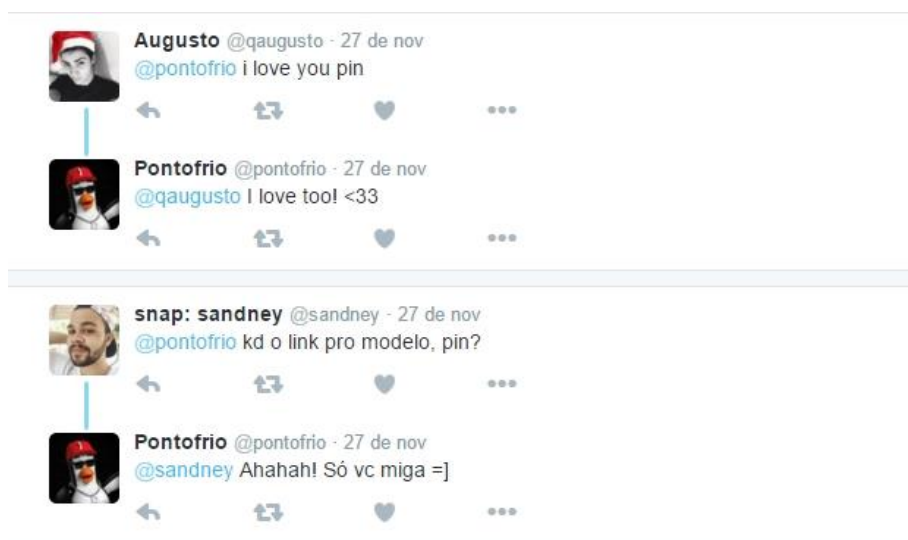 Augusto @qaugusto · 27 de nov
@pontofrio i love you pin
Pontofrio @pontofrio · 27 de nov
@qaugusto I love too! <33
snap: sandney @sandney · 27 de nov
@pontofrio kd o link pro modelo, pin?
Pontofrio @pontofrio · 27 de nov
@sandney Ahahah! Só vc miga =]